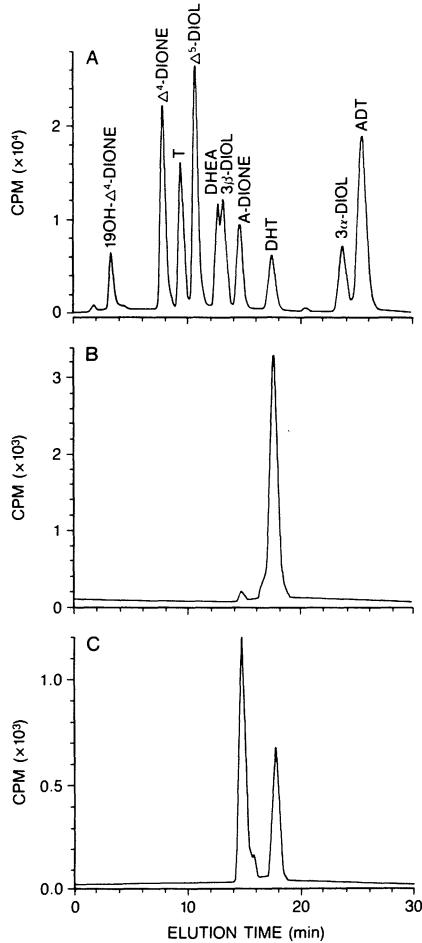 A
19OH-Δ⁴-DIONE
Δ⁴-DIONE
T
Δ⁵-DIOL
DHEA
3β-DIOL
A-DIONE
DHT
3α-DIOL
ADT
CPM (×10⁴)
2
1
0
B
CPM (×10³)
3
2
1
0
C
CPM (×10³)
1.0
0.5
0.0
0 10 20 30
ELUTION TIME (min)